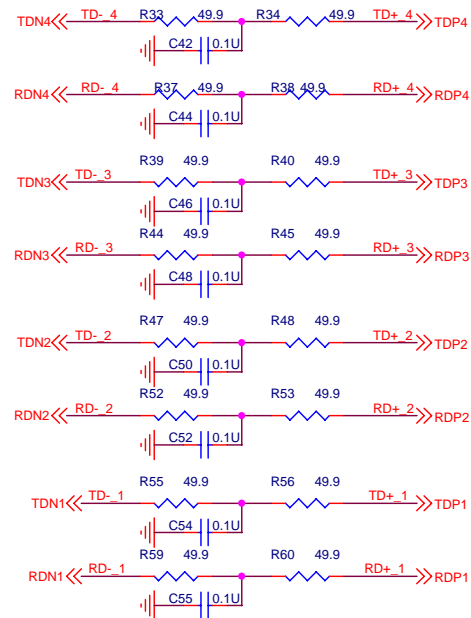 TDN4 TD-_4 R33 49.9 R34 49.9 TD+_4 TDP4
C42 0.1U
RDN4 RD-_4 R37 49.9 R38 49.9 RD+_4 RDP4
C44 0.1U
TDN3 TD-_3 R39 49.9 R40 49.9 TD+_3 TDP3
C46 0.1U
RDN3 RD-_3 R44 49.9 R45 49.9 RD+_3 RDP3
C48 0.1U
TDN2 TD-_2 R47 49.9 R48 49.9 TD+_2 TDP2
C50 0.1U
RDN2 RD-_2 R52 49.9 R53 49.9 RD+_2 RDP2
C52 0.1U
TDN1 TD-_1 R55 49.9 R56 49.9 TD+_1 TDP1
C54 0.1U
RDN1 RD-_1 R59 49.9 R60 49.9 RD+_1 RDP1
C55 0.1U